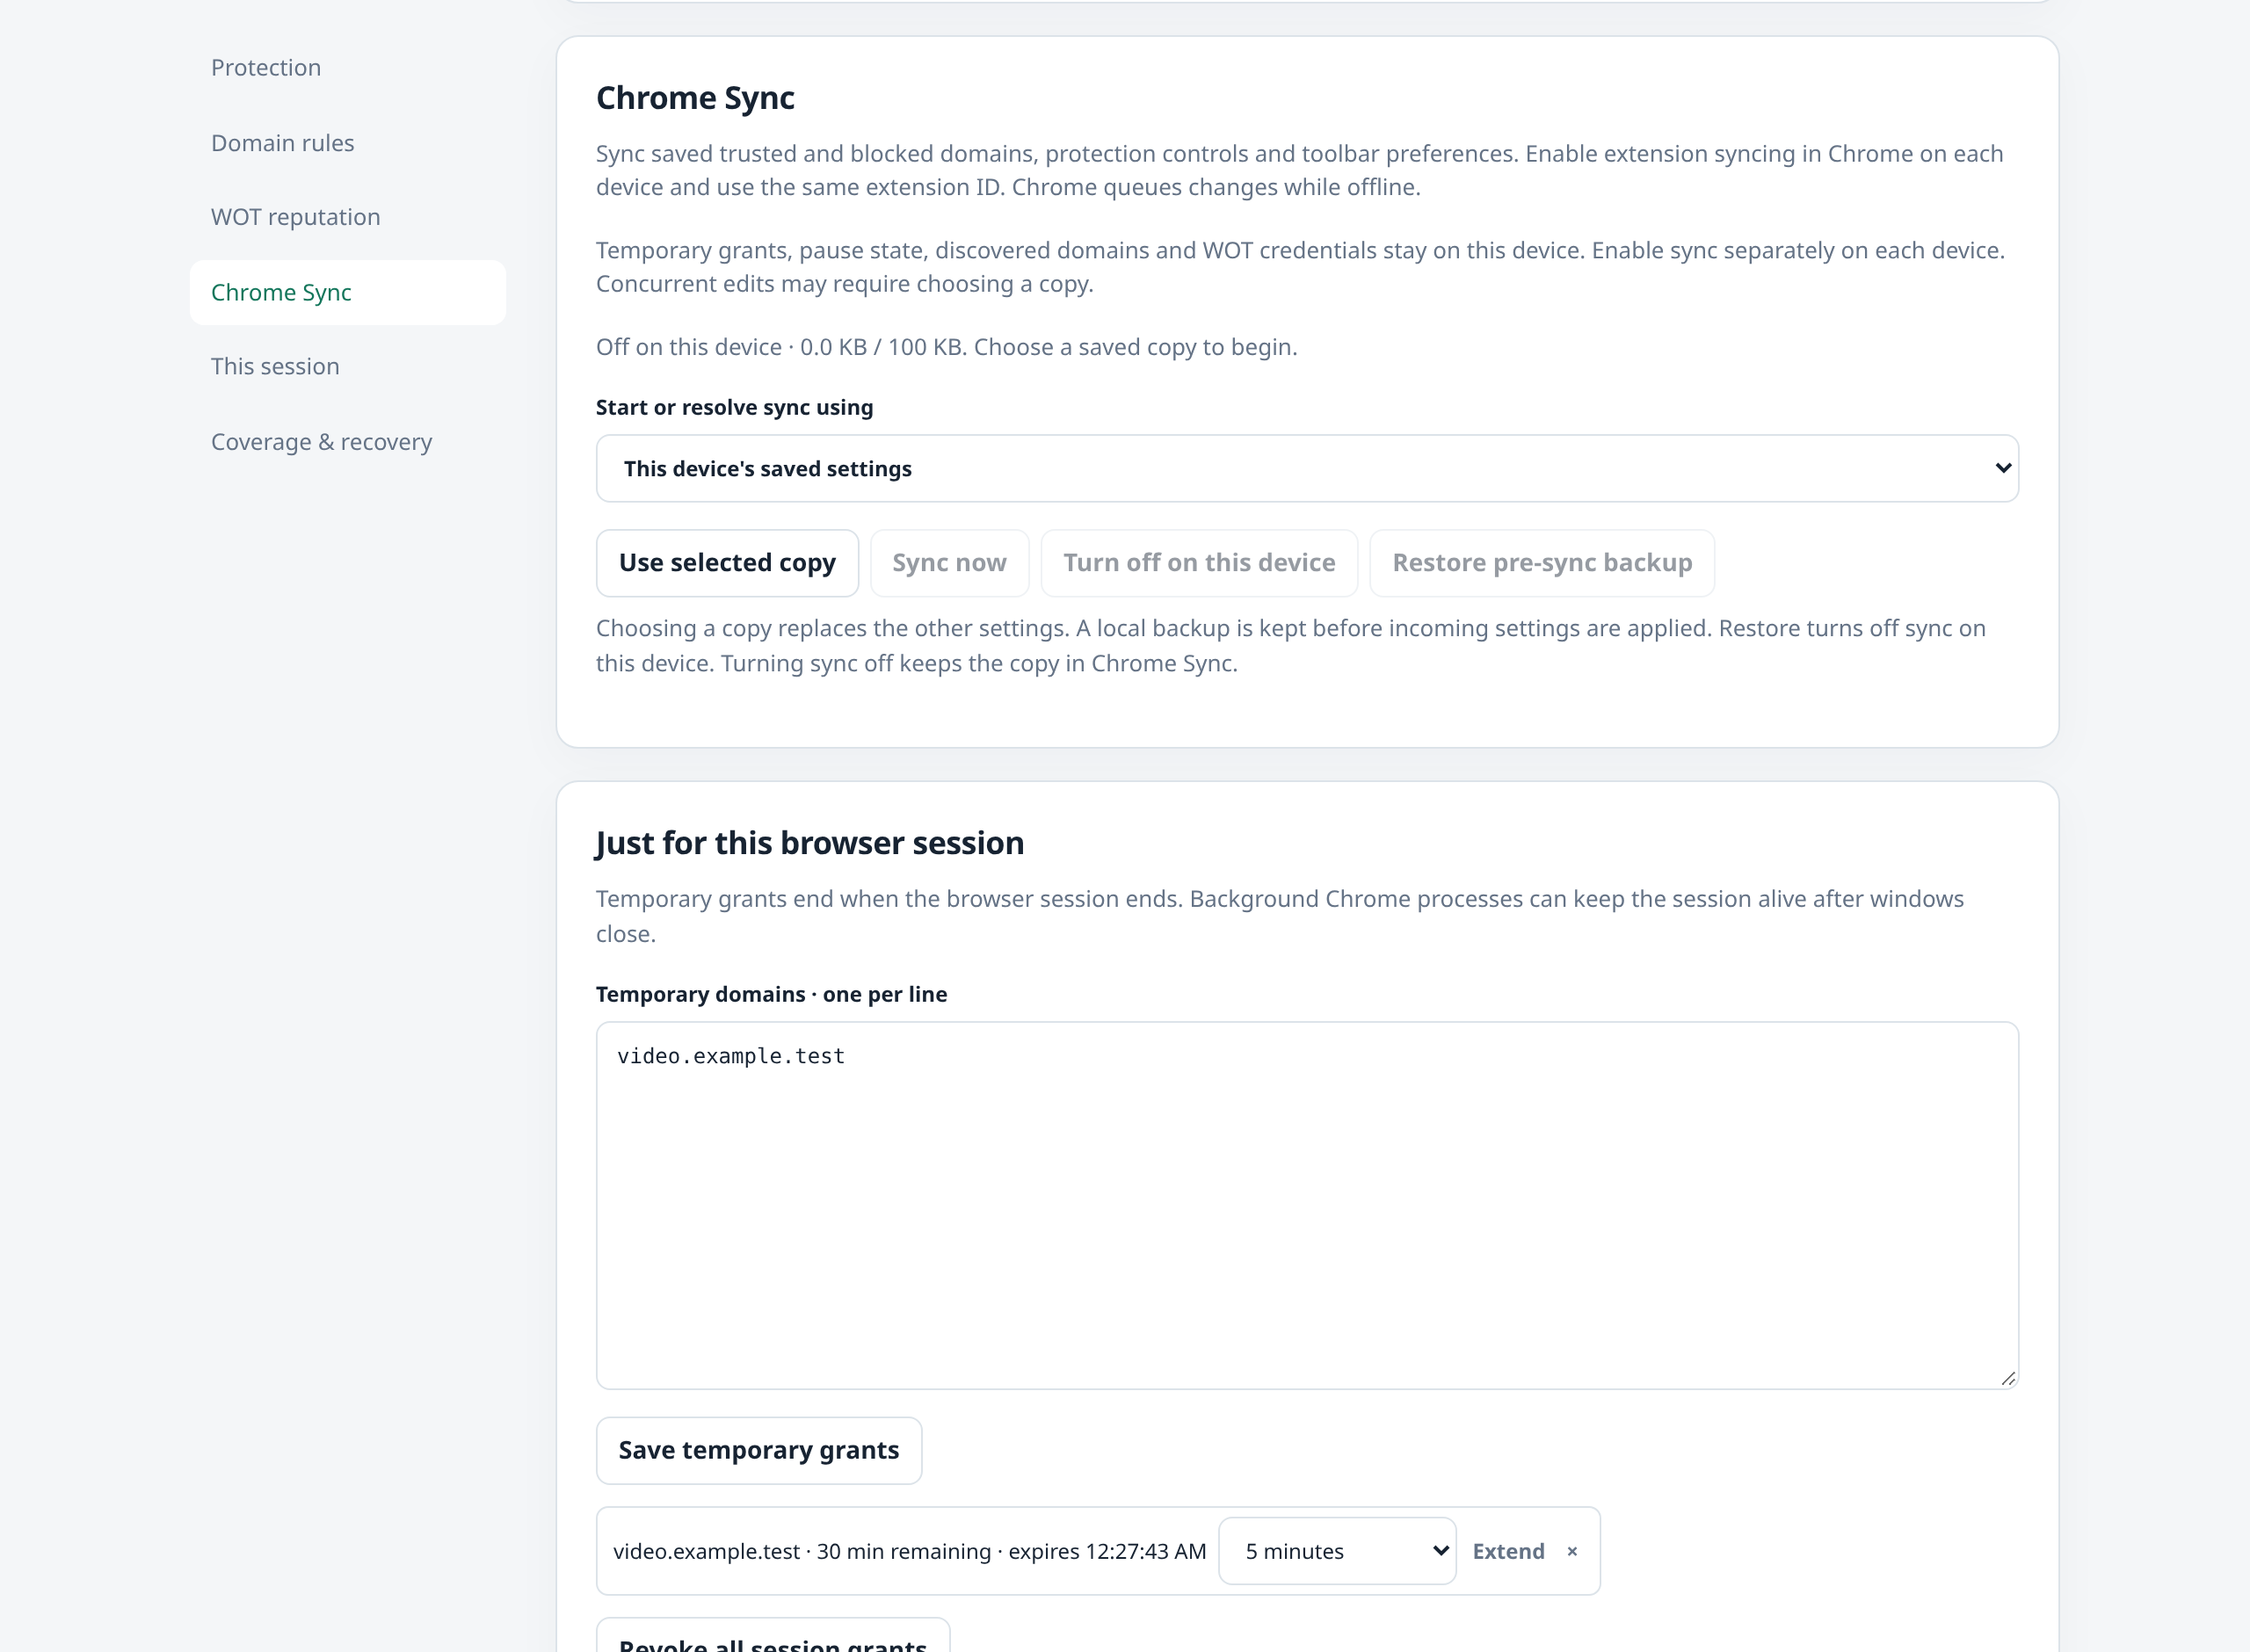 Protection
Domain rules
WOT reputation
Chrome Sync
This session
Coverage & recovery
Chrome Sync
Sync saved trusted and blocked domains, protection controls and toolbar preferences. Enable extension syncing in Chrome on each
device and use the same extension ID. Chrome queues changes while offline.
Temporary grants, pause state, discovered domains and WOT credentials stay on this device. Enable sync separately on each device.
Concurrent edits may require choosing a copy.
Off on this device · 0.0 KB / 100 KB. Choose a saved copy to begin.
Start or resolve sync using
This device's saved settings
Use selected copy Sync now Turn off on this device Restore pre-sync backup
Choosing a copy replaces the other settings. A local backup is kept before incoming settings are applied. Restore turns off sync on
this device. Turning sync off keeps the copy in Chrome Sync.
Just for this browser session
Temporary grants end when the browser session ends. Background Chrome processes can keep the session alive after windows
close.
Temporary domains · one per line
video.example.test
Save temporary grants
video.example.test · 30 min remaining · expires 12:27:43 AM 5 minutes Extend ×
Revoke all session grants